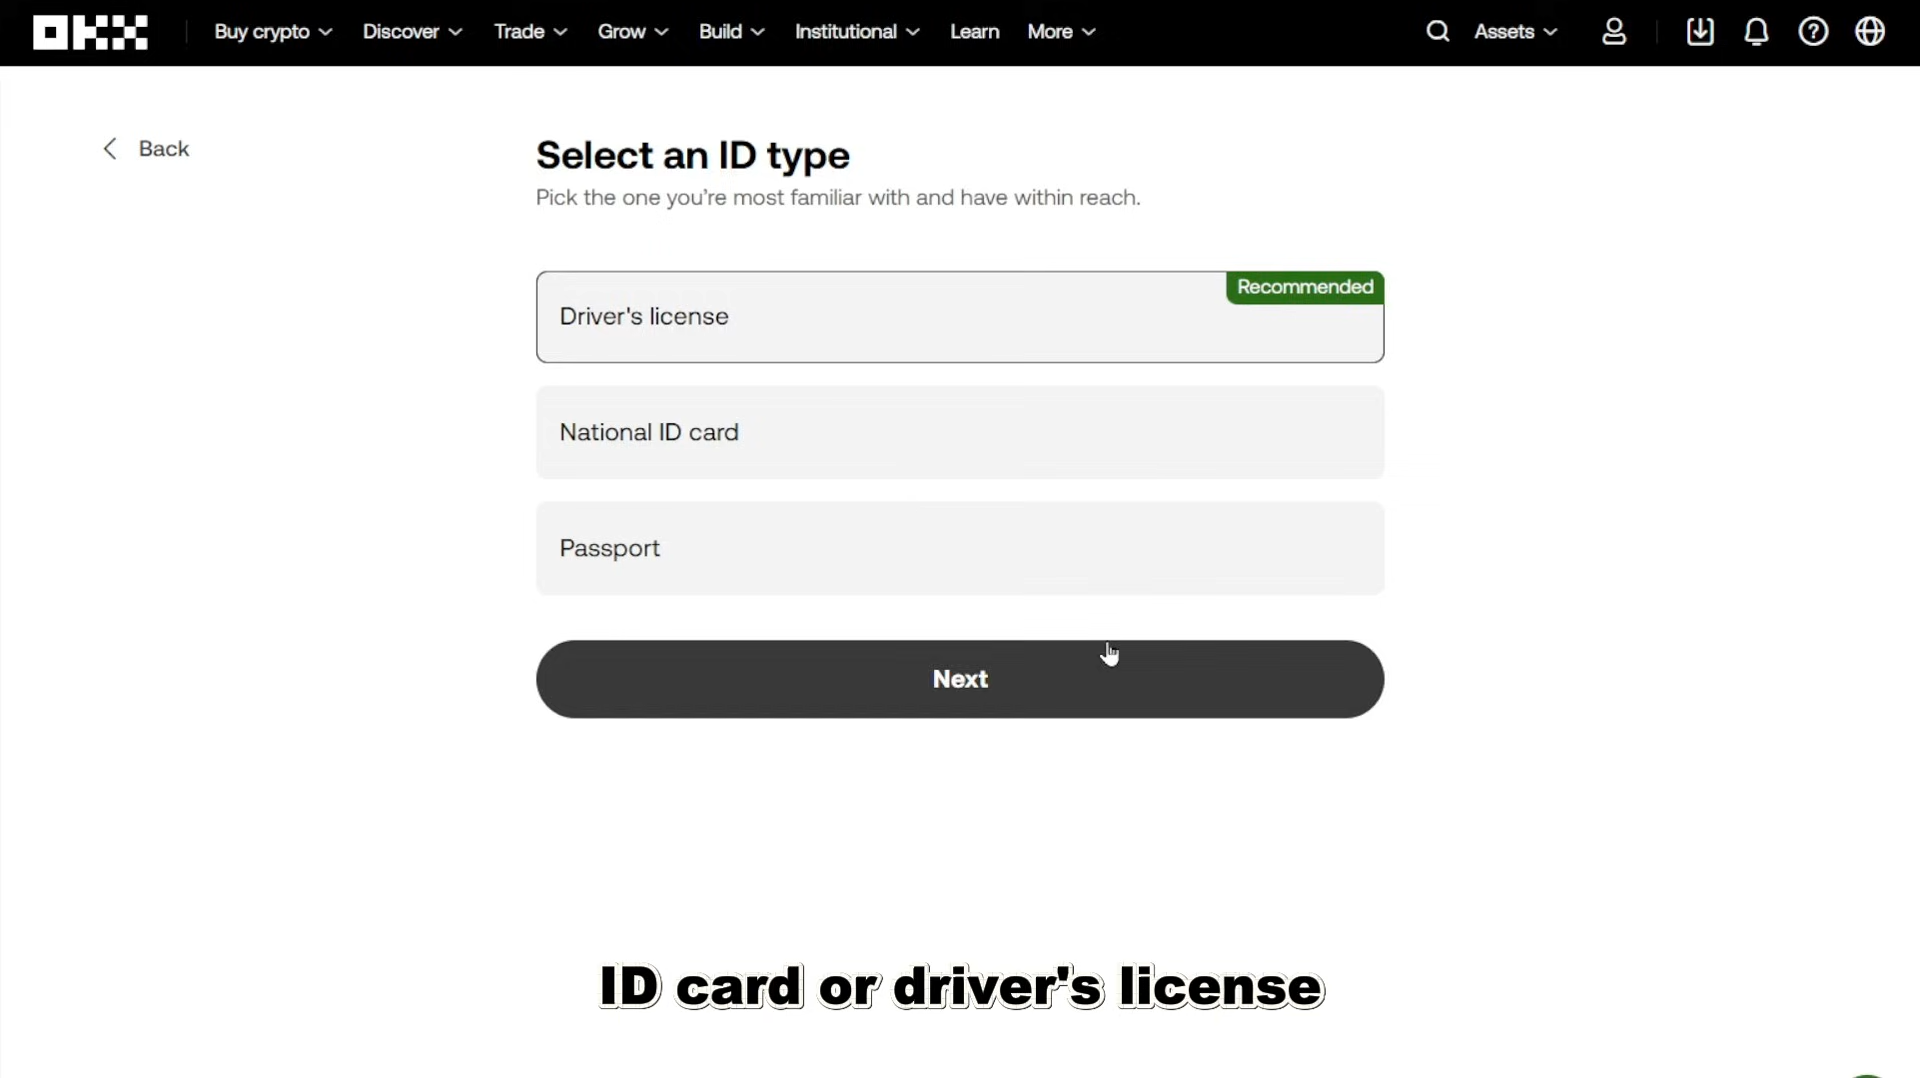 OKX
Buy crypto Discover Trade Grow Build Institutional Learn More Assets
Back
Select an ID type
Pick the one you’re most familiar with and have within reach.
Recommended
Driver's license
National ID card
Passport
Next
ID card or driver's license